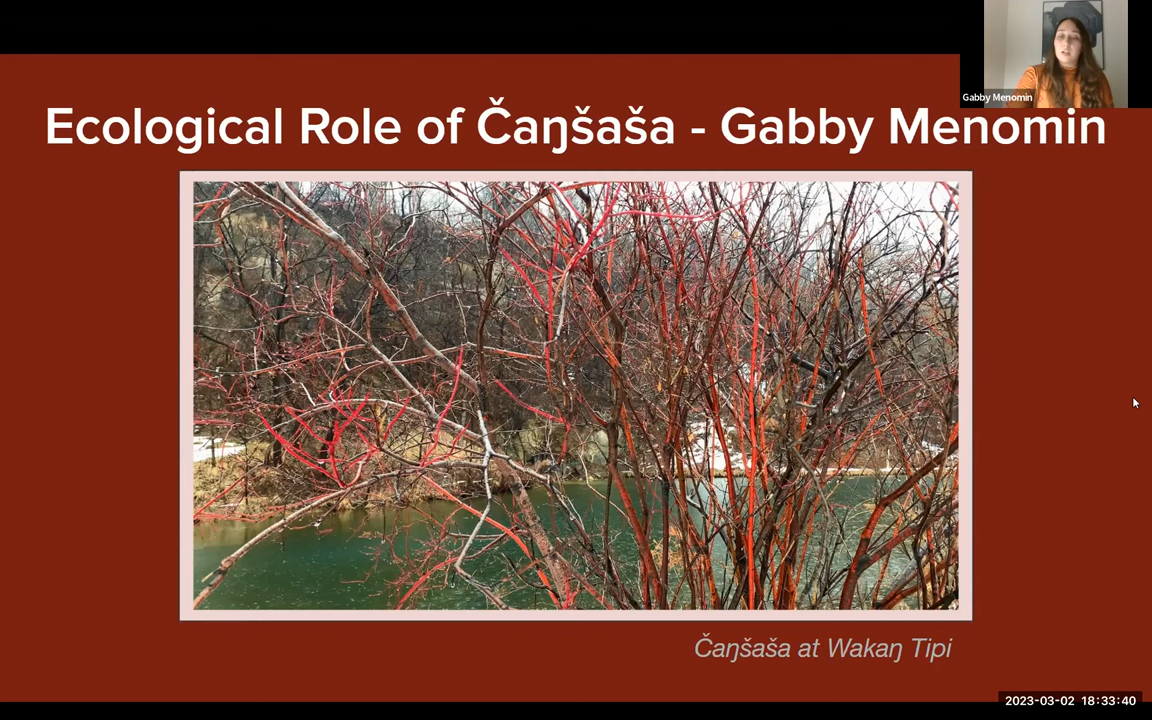 Gabby Menomin
Ecological Role of Čaŋšaša - Gabby Menomin
Čaŋšaša at Wakaŋ Tipi
2023-03-02 18:33:40